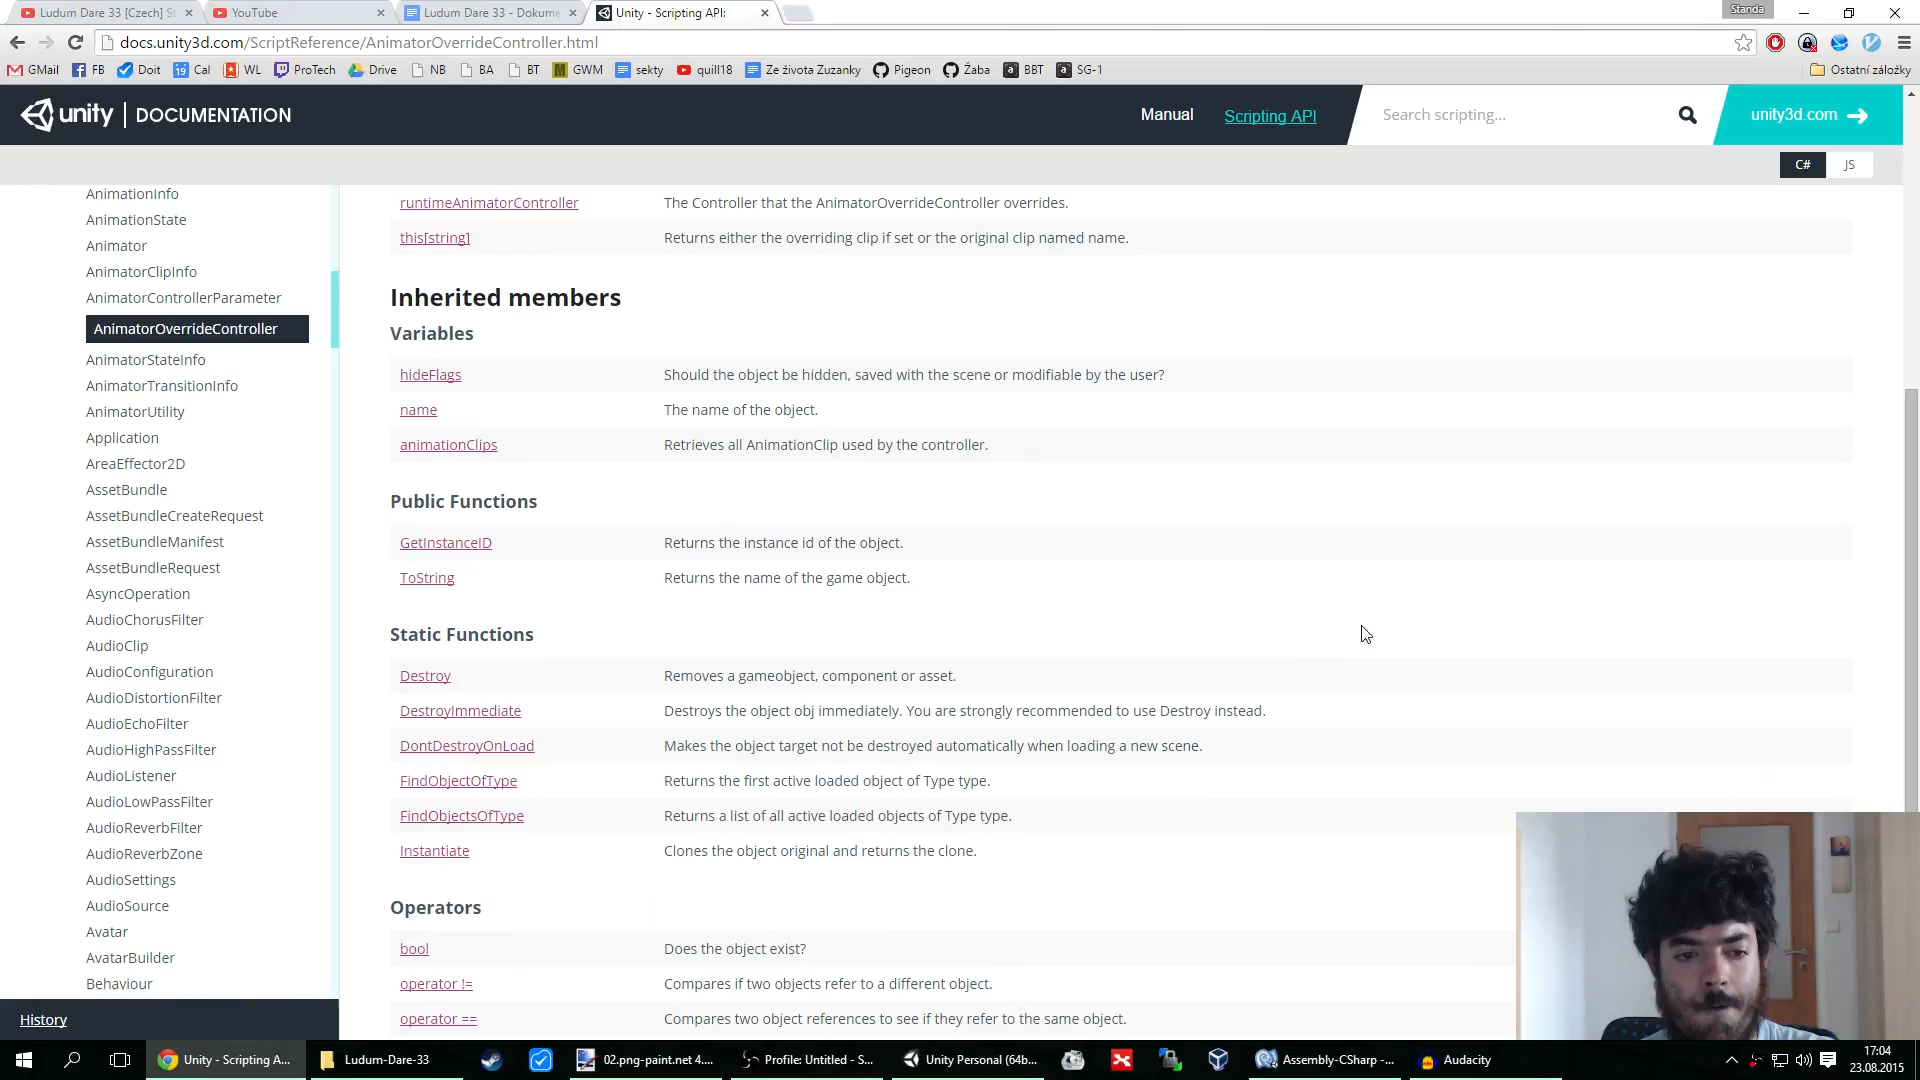 Ludum Dare 33 [Czech] St
YouTube
Ludum Dare 33 - Dokume
Unity - Scripting API:
Standa
docs.unity3d.com/ScriptReference/AnimatorOverrideController.html
GMail
FB
Doit
19 Cal
WL
ProTech
Drive
NB
BA
BT
GWM
sekty
quill18
Ze života Zuzanky
Pigeon
Žaba
BBT
SG-1
Ostatní záložky
unity | DOCUMENTATION
Manual
Scripting API
Search scripting...
unity3d.com
C#
JS
AnimationInfo
AnimationState
Animator
AnimatorClipInfo
AnimatorControllerParameter
AnimatorOverrideController
AnimatorStateInfo
AnimatorTransitionInfo
AnimatorUtility
Application
AreaEffector2D
AssetBundle
AssetBundleCreateRequest
AssetBundleManifest
AssetBundleRequest
AsyncOperation
AudioChorusFilter
AudioClip
AudioConfiguration
AudioDistortionFilter
AudioEchoFilter
AudioHighPassFilter
AudioListener
AudioLowPassFilter
AudioReverbFilter
AudioReverbZone
AudioSettings
AudioSource
Avatar
AvatarBuilder
Behaviour
History
runtimeAnimatorController The Controller that the AnimatorOverrideController overrides.
this[string] Returns either the overriding clip if set or the original clip named name.
Inherited members
Variables
hideFlags Should the object be hidden, saved with the scene or modifiable by the user?
name The name of the object.
animationClips Retrieves all AnimationClip used by the controller.
Public Functions
GetInstanceID Returns the instance id of the object.
ToString Returns the name of the game object.
Static Functions
Destroy Removes a gameobject, component or asset.
DestroyImmediate Destroys the object obj immediately. You are strongly recommended to use Destroy instead.
DontDestroyOnLoad Makes the object target not be destroyed automatically when loading a new scene.
FindObjectOfType Returns the first active loaded object of Type type.
FindObjectsOfType Returns a list of all active loaded objects of Type type.
Instantiate Clones the object original and returns the clone.
Operators
bool Does the object exist?
operator != Compares if two objects refer to a different object.
operator == Compares two object references to see if they refer to the same object.
Unity - Scripting A...
Ludum-Dare-33
02.png-paint.net 4....
Profile: Untitled - S...
Unity Personal (64b...
Assembly-CSharp -...
Audacity
17:04
23.08.2015